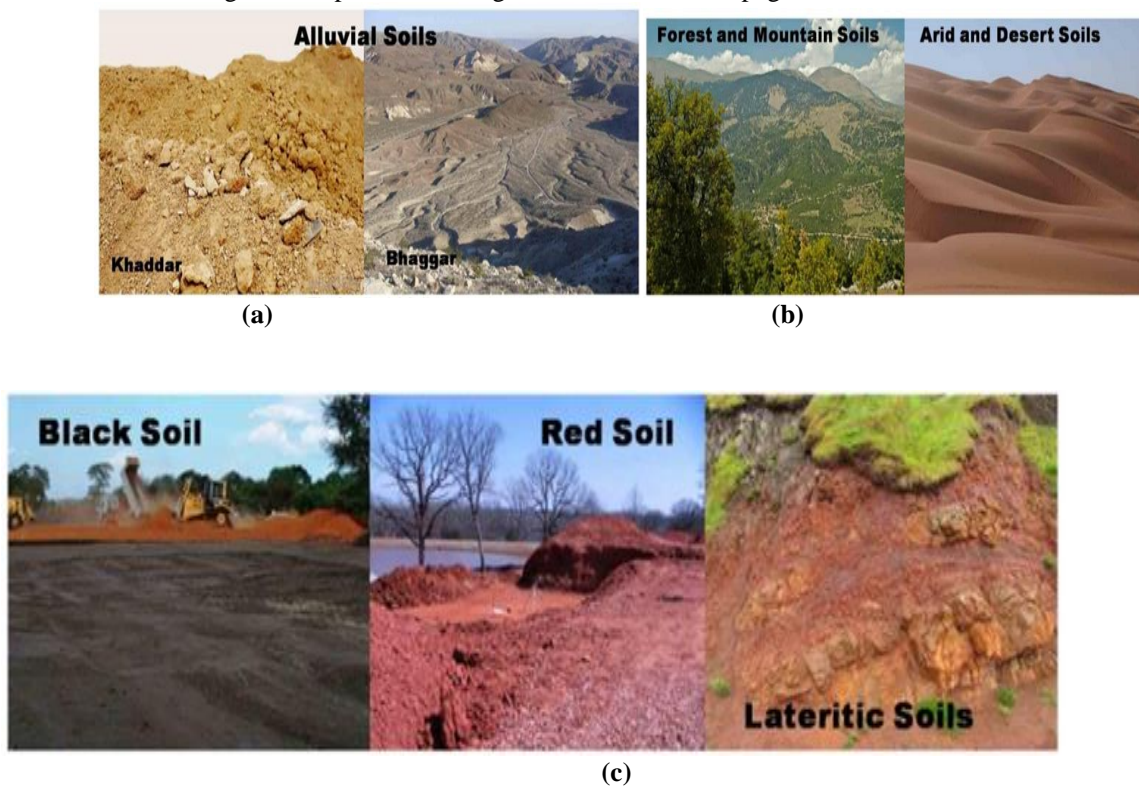 Alluvial Soils
Khaddar
Bhaggar
Forest and Mountain Soils
Arid and Desert Soils
(a)
(b)
Black Soil
Red Soil
Lateritic Soils
(c)